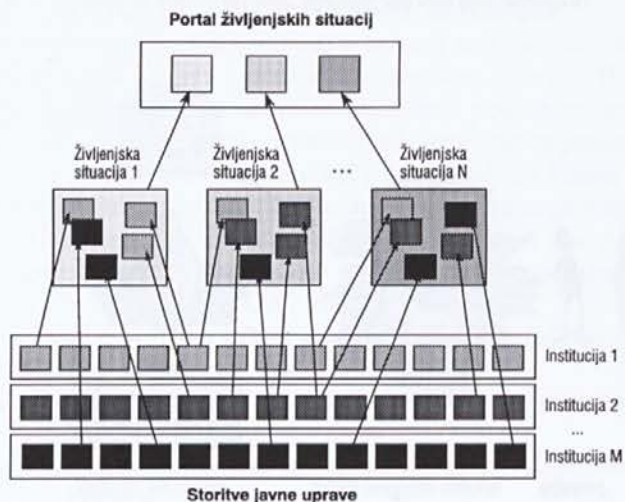 Portal življenjskih situacij
Življenjska
situacija 1
Življenjska
situacija 2
...
Življenjska
situacija N
Institucija 1
Institucija 2
...
Institucija M
Storitve javne uprave